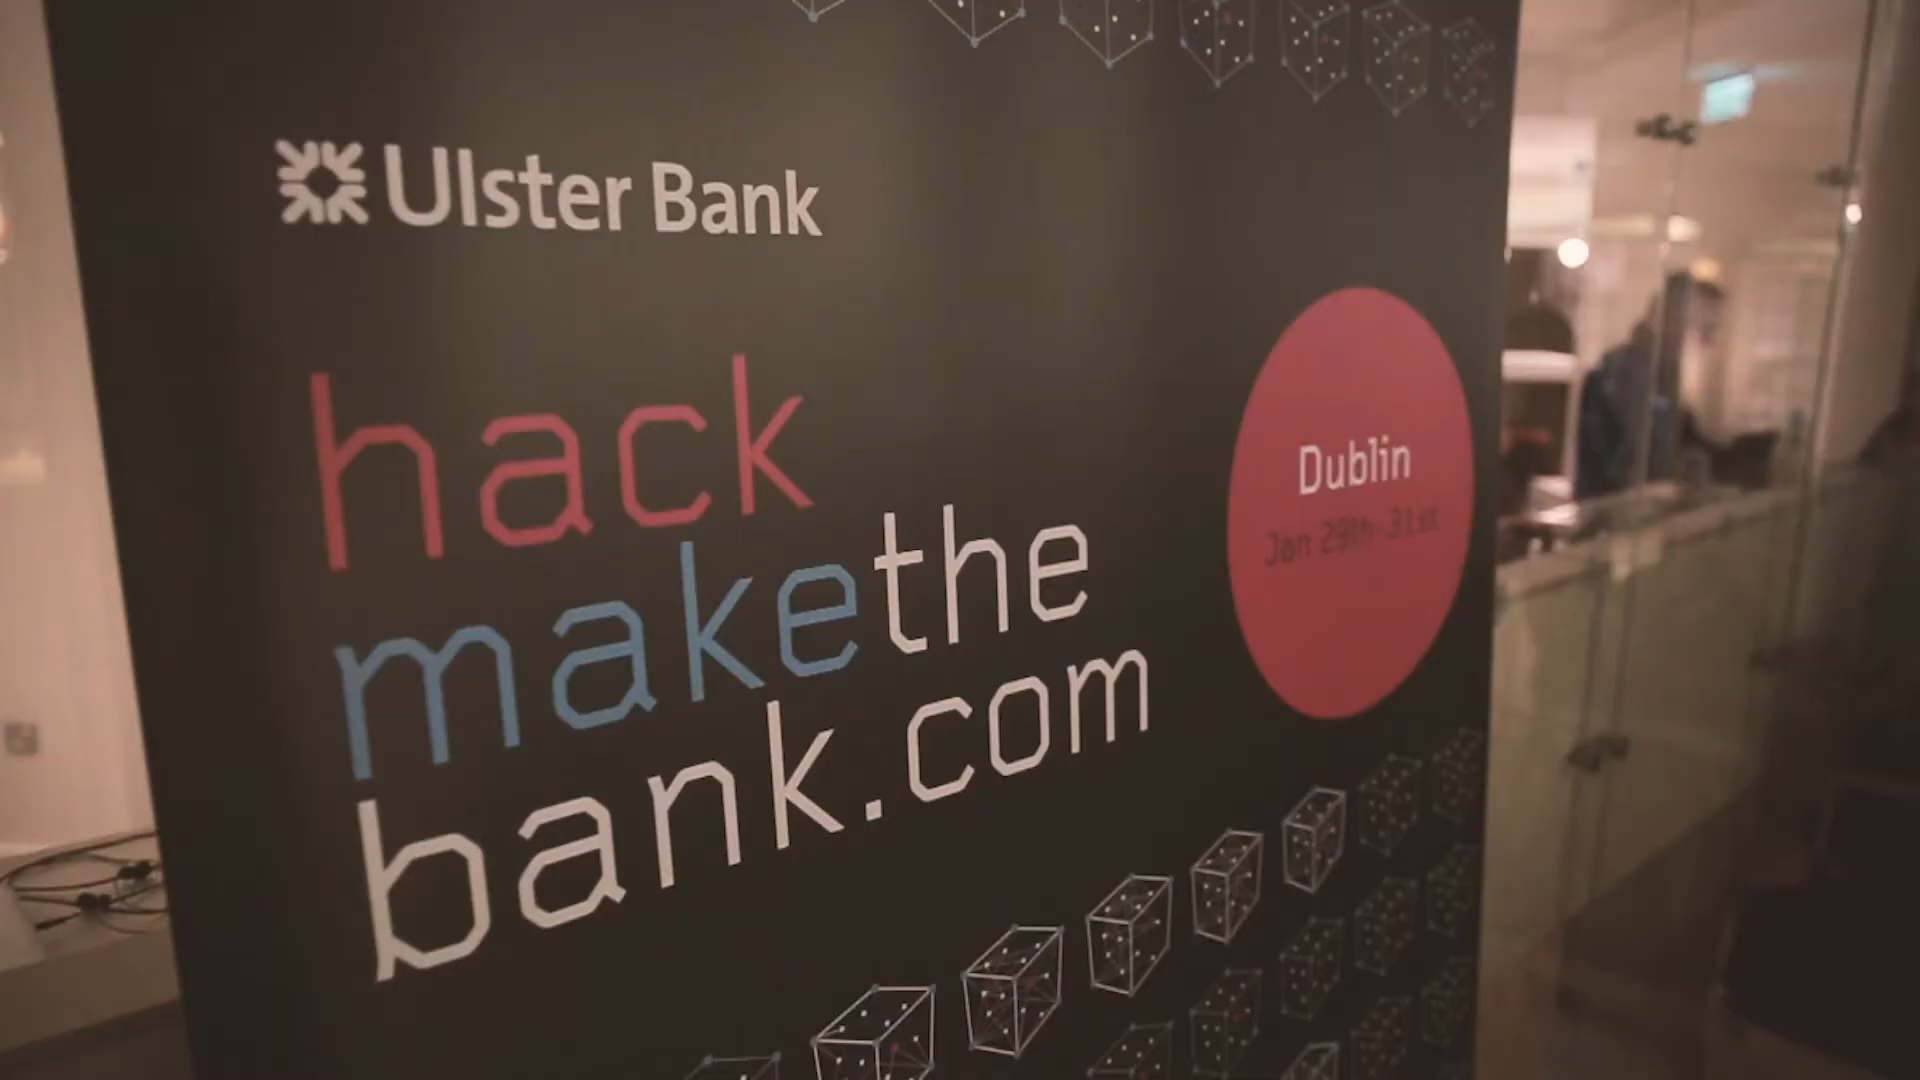 Ulster Bank
hack
makethe
bank.com
Dublin
Jan 29th-31st